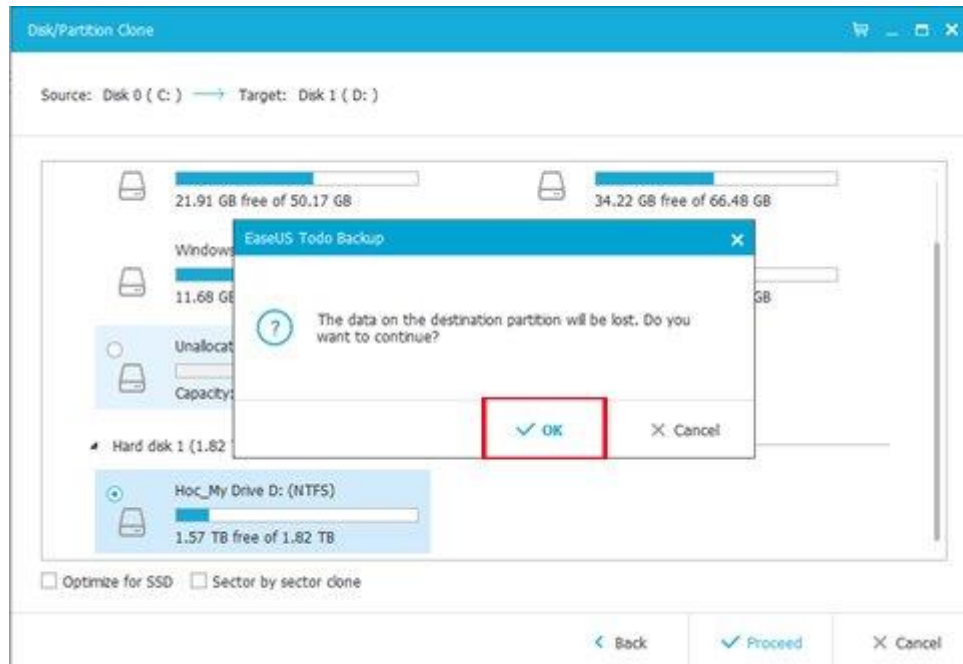 Disk/Partition Clone
Source: Disk 0 ( C: ) → Target: Disk 1 ( D: )
21.91 GB free of 50.17 GB
34.22 GB free of 66.48 GB
EaseUS Todo Backup
Windows
11.68 GB
GB
The data on the destination partition will be lost. Do you
want to continue?
Unallocat
Capacity:
OK
Cancel
Hard disk 1 (1.82
Hoc_My Drive D: (NTFS)
1.57 TB free of 1.82 TB
Optimize for SSD
Sector by sector clone
Back
Proceed
Cancel